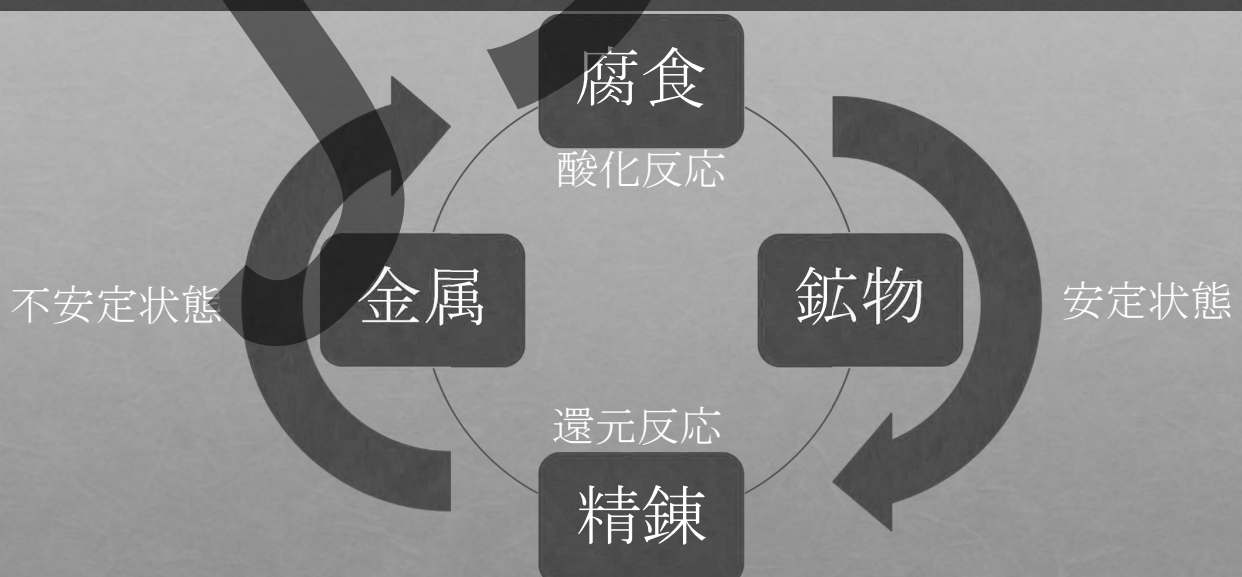 腐食
酸化反応
不安定状態
金属
鉱物
安定状態
還元反応
精錬